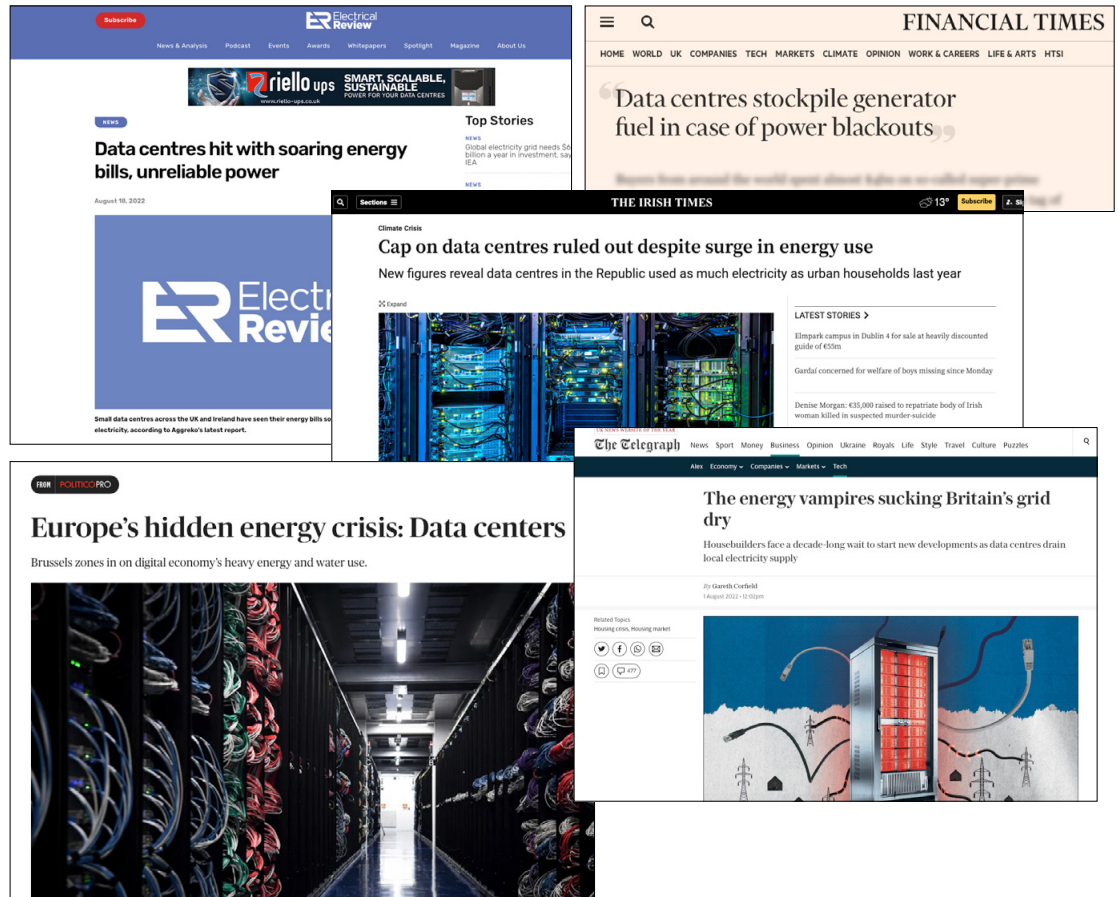 Subscribe
Electrical
Review
News & Analysis Podcast Events Awards Whitepapers Spotlight Magazine About Us
riello ups
www.riello-ups.co.uk
SMART, SCALABLE,
SUSTAINABLE
POWER FOR YOUR DATA CENTRES
NEWS
Data centres hit with soaring energy
bills, unreliable power
August 18, 2022
Top Stories
NEWS
Global electricity grid needs $6
billion a year in investment, say
IEA
NEWS
ER Electr
Revie
Small data centres across the UK and Ireland have seen their energy bills so
electricity, according to Aggreko's latest report.
FINANCIAL TIMES
HOME WORLD UK COMPANIES TECH MARKETS CLIMATE OPINION WORK & CAREERS LIFE & ARTS HTSI
“Data centres stockpile generator
fuel in case of power blackouts”
Sections
THE IRISH TIMES
13°
Subscribe
Climate Crisis
Cap on data centres ruled out despite surge in energy use
New figures reveal data centres in the Republic used as much electricity as urban households last year
Expand
LATEST STORIES
Elmpark campus in Dublin 4 for sale at heavily discounted
guide of €55m
Gardaí concerned for welfare of boys missing since Monday
Denise Morgan: €35,000 raised to repatriate body of Irish
woman killed in suspected murder-suicide
UK NEWS WEBSITE OF THE YEAR
The Telegraph News Sport Money Business Opinion Ukraine Royals Life Style Travel Culture Puzzles
Alex Economy Companies Markets Tech
The energy vampires sucking Britain's grid
dry
Housebuilders face a decade-long wait to start new developments as data centres drain
local electricity supply
By Gareth Corfield
1 August 2022 • 12:02pm
Related Topics
Housing crisis, Housing market
477
FROM POLITICO PRO
Europe's hidden energy crisis: Data centers
Brussels zones in on digital economy's heavy energy and water use.